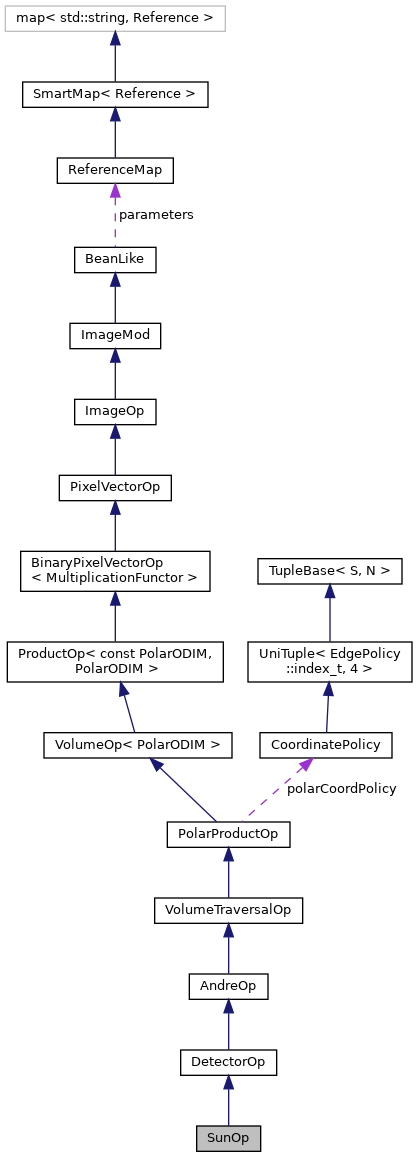 map< std::string, Reference >
SmartMap< Reference >
ReferenceMap
parameters
BeanLike
ImageMod
ImageOp
PixelVectorOp
BinaryPixelVectorOp
< MultiplicationFunctor >
TupleBase< S, N >
ProductOp< const PolarODIM,
PolarODIM >
UniTuple< EdgePolicy
::index_t, 4 >
VolumeOp< PolarODIM >
CoordinatePolicy
polarCoordPolicy
PolarProductOp
VolumeTraversalOp
AndreOp
DetectorOp
SunOp